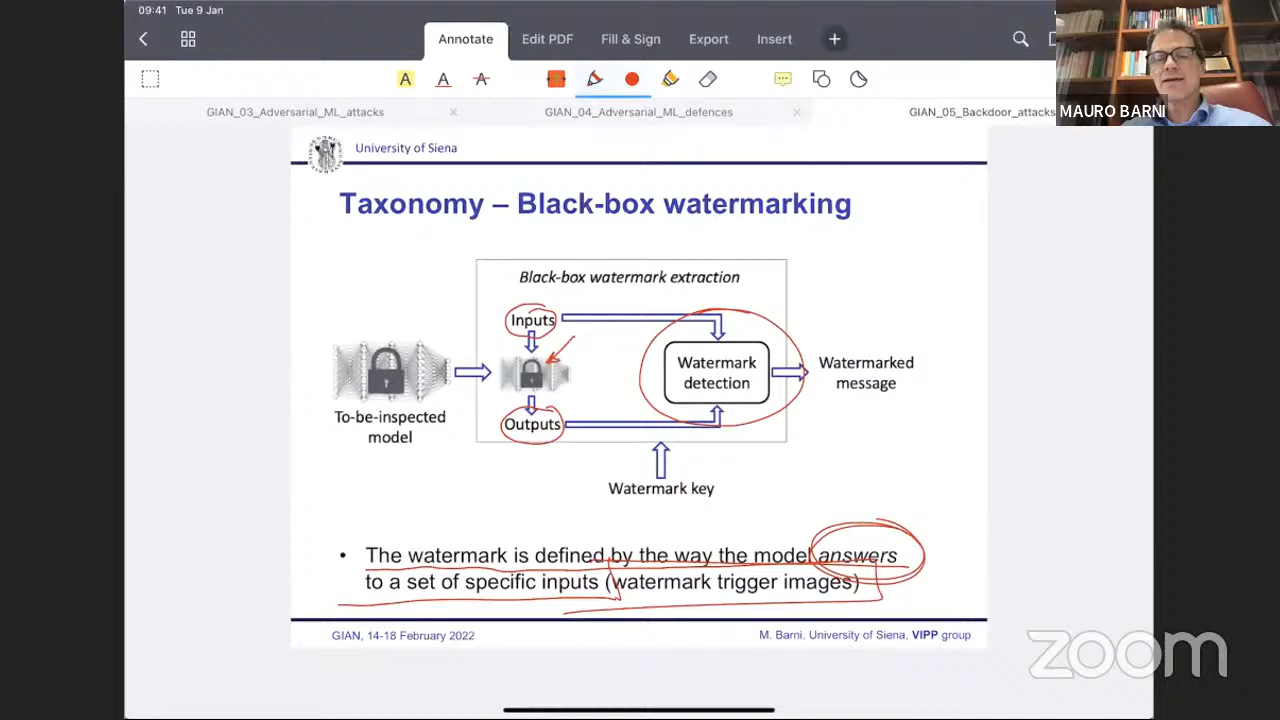 09:41 Tue 9 Jan
Annotate Edit PDF Fill & Sign Export Insert +
MAURO BARNI
A A A
GIAN_03_Adversarial_ML_attacks × GIAN_04_Adversarial_ML_defences × GIAN_05_Backdoor_attacks
University of Siena
Taxonomy – Black-box watermarking
Black-box watermark extraction
Inputs
Watermark
detection
Watermarked
message
To-be-inspected
model
Outputs
Watermark key
• The watermark is defined by the way the model answers
to a set of specific inputs (watermark trigger images)
GIAN, 14-18 February 2022
M. Barni, University of Siena, VIPP group
zoom